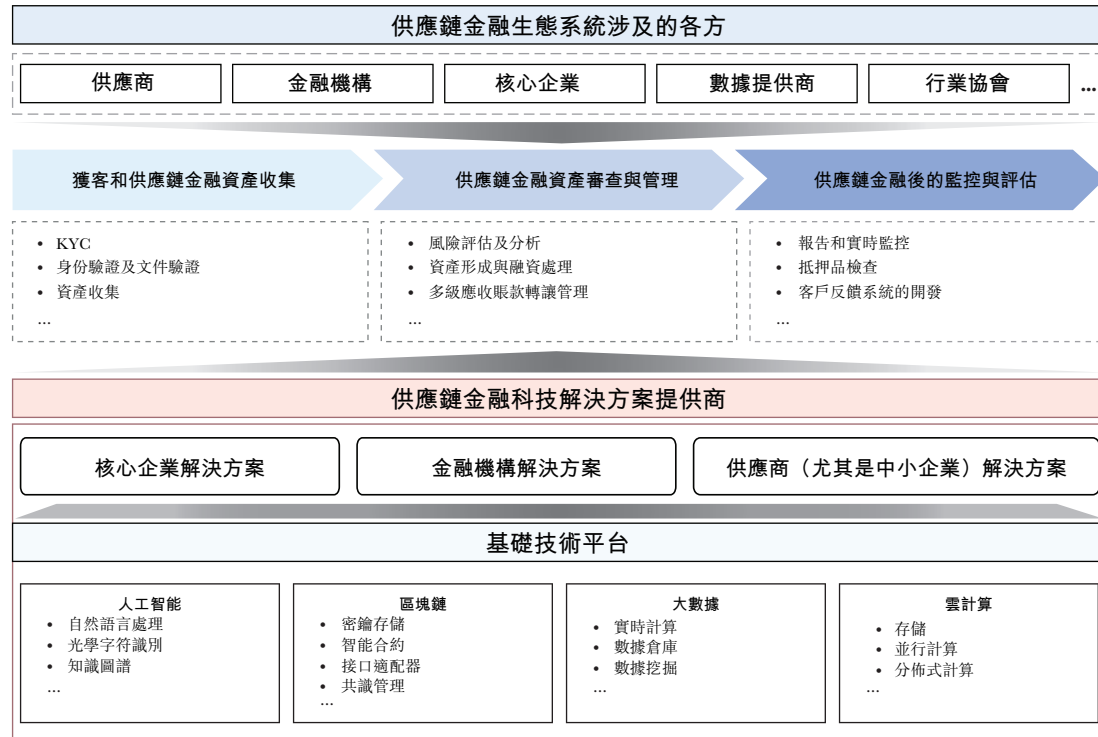 供應鏈金融生態系統涉及的各方
供應商
金融機構
核心企業
數據提供商
行業協會
...
獲客和供應鏈金融資產收集
供應鏈金融資產審查與管理
供應鏈金融後的監控與評估
• KYC
• 身份驗證及文件驗證
• 資產收集
...
• 風險評估及分析
• 資產形成與融資處理
• 多級應收賬款轉讓管理
...
• 報告和實時監控
• 抵押品檢查
• 客戶反饋系統的開發
...
供應鏈金融科技解決方案提供商
核心企業解決方案
金融機構解決方案
供應商（尤其是中小企業）解決方案
基礎技術平台
人工智能
• 自然語言處理
• 光學字符識別
• 知識圖譜
...
區塊鏈
• 密鑰存儲
• 智能合約
• 接口適配器
• 共識管理
...
大數據
• 實時計算
• 數據倉庫
• 數據挖掘
...
雲計算
• 存儲
• 並行計算
• 分佈式計算
...